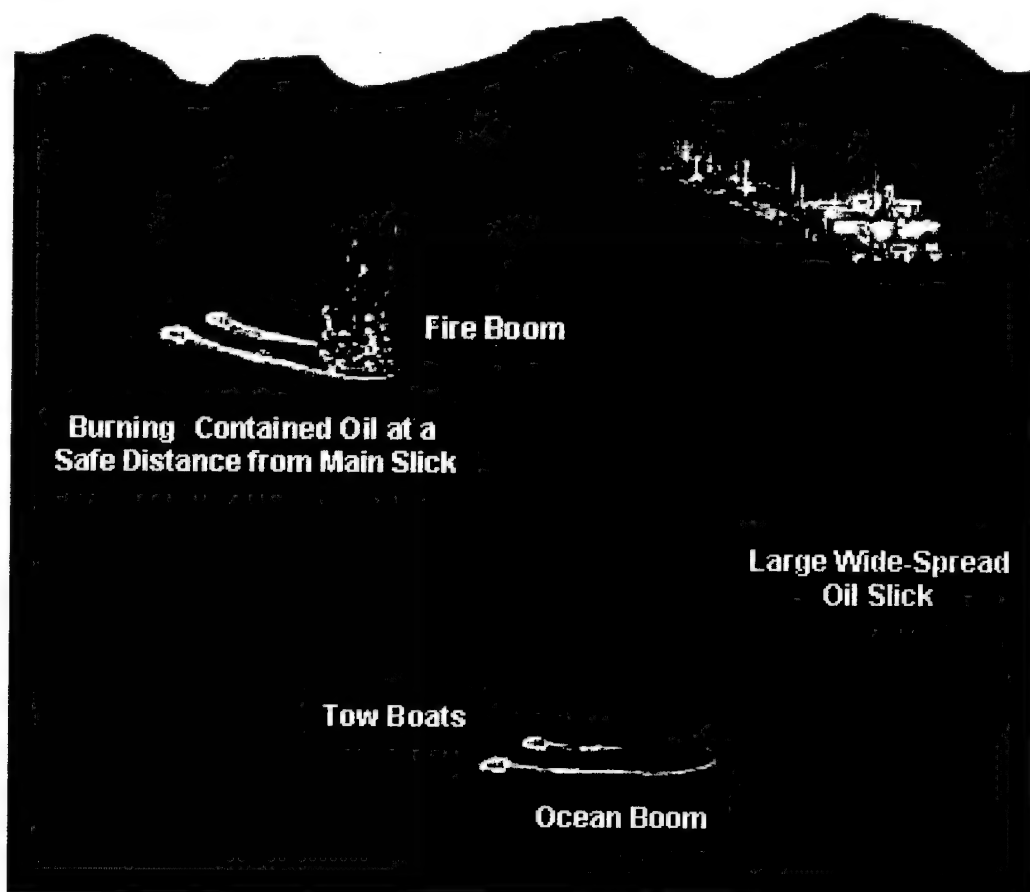 Fire Boom
Burning Contained Oil at a
Safe Distance from Main Slick
Large Wide-Spread
Oil Slick
Tow Boats
Ocean Boom